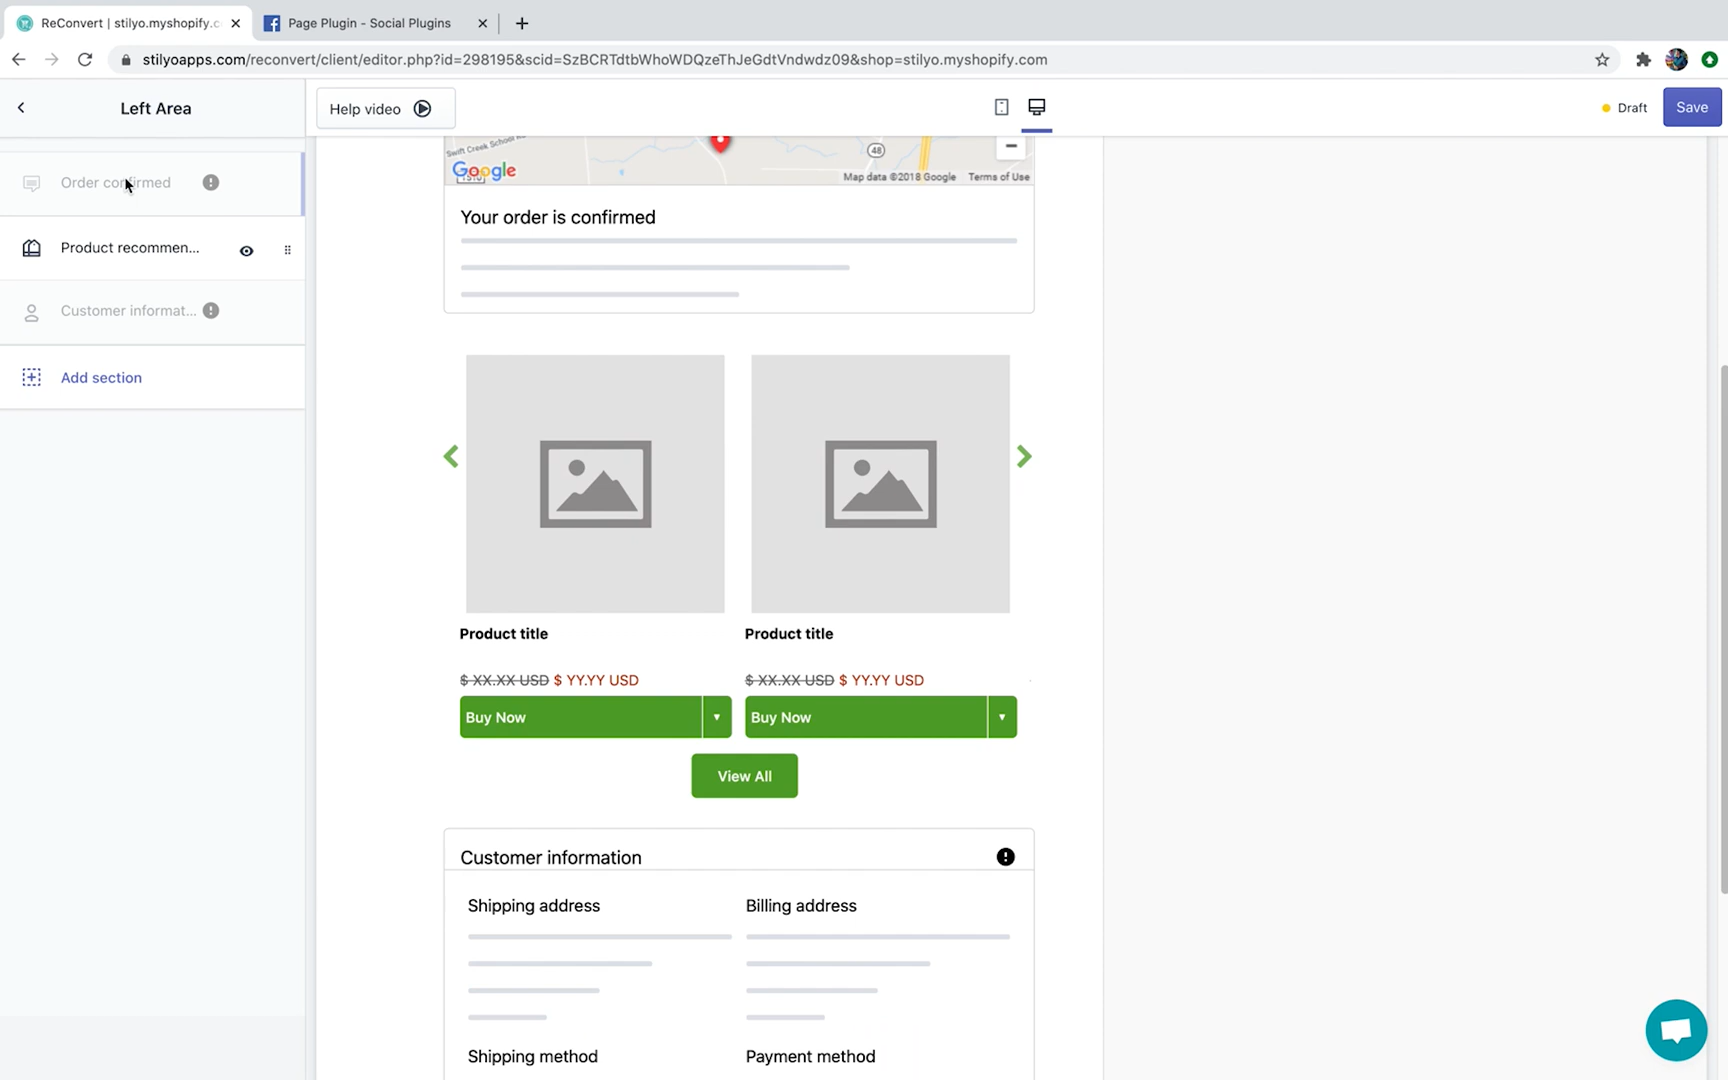 ReConvert | stilyo.myshopify.c
Page Plugin - Social Plugins
stilyoapps.com/reconvert/client/editor.php?id=298195&scid=SzBCRTdtbWhoWDQzeThJeGdtVndwdz09&shop=stilyo.myshopify.com
Left Area
Help video
Draft
Save
Order confirmed
Product recommen...
Customer informat...
Add section
Swift Creek School
48
Google
Map data ©2018 Google
Terms of Use
Your order is confirmed
Product title
Product title
$ XX.XX USD $ YY.YY USD
$ XX.XX USD $ YY.YY USD
Buy Now
Buy Now
View All
Customer information
Shipping address
Billing address
Shipping method
Payment method